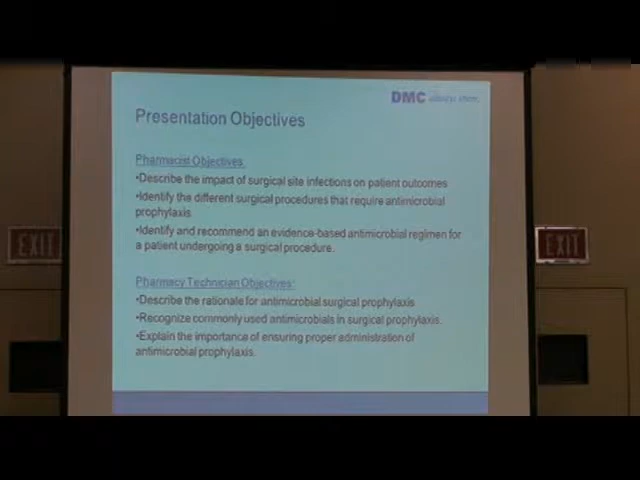 DMC
Presentation Objectives
Pharmacist Objectives:
•Describe the impact of surgical site infections on patient outcomes
•Identify the different surgical procedures that require antimicrobial
prophylaxis
•Identify and recommend an evidence-based antimicrobial regimen for
a patient undergoing a surgical procedure.
EXIT
EXIT
Pharmacy Technician Objectives:
•Describe the rationale for antimicrobial surgical prophylaxis
•Recognize commonly used antimicrobials in surgical prophylaxis.
•Explain the importance of ensuring proper administration of
antimicrobial prophylaxis.